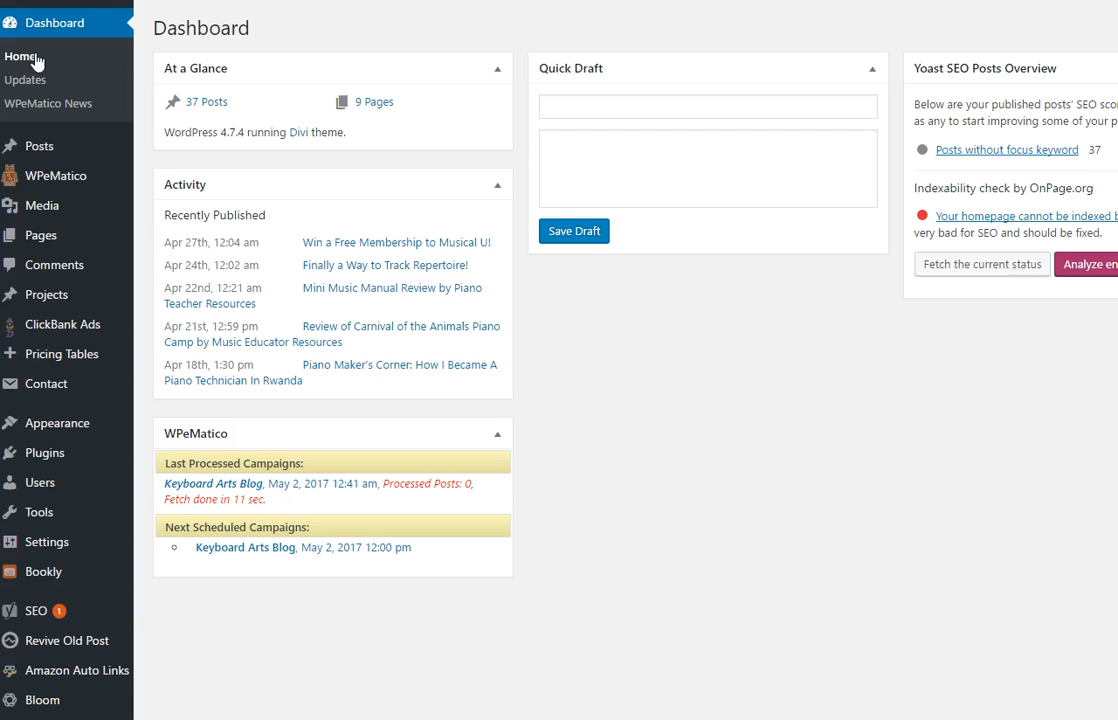 Dashboard
Home
Updates
WPeMatico News
Posts
WPeMatico
Media
Pages
Comments
Projects
ClickBank Ads
Pricing Tables
Contact
Appearance
Plugins
Users
Tools
Settings
Bookly
SEO 1
Revive Old Post
Amazon Auto Links
Bloom
Dashboard
At a Glance
37 Posts 9 Pages
WordPress 4.7.4 running Divi theme.
Activity
Recently Published
Apr 27th, 12:04 am Win a Free Membership to Musical U!
Apr 24th, 12:02 am Finally a Way to Track Repertoire!
Apr 22nd, 12:21 am Mini Music Manual Review by Piano
Teacher Resources
Apr 21st, 12:59 pm Review of Carnival of the Animals Piano
Camp by Music Educator Resources
Apr 18th, 1:30 pm Piano Maker's Corner: How I Became A
Piano Technician In Rwanda
WPeMatico
Last Processed Campaigns:
Keyboard Arts Blog, May 2, 2017 12:41 am, Processed Posts: 0,
Fetch done in 11 sec.
Next Scheduled Campaigns:
Keyboard Arts Blog, May 2, 2017 12:00 pm
Quick Draft
Save Draft
Yoast SEO Posts Overview
Below are your published posts' SEO sco
as any to start improving some of your p
Posts without focus keyword 37
Indexability check by OnPage.org
Your homepage cannot be indexed b
very bad for SEO and should be fixed.
Fetch the current status Analyze en